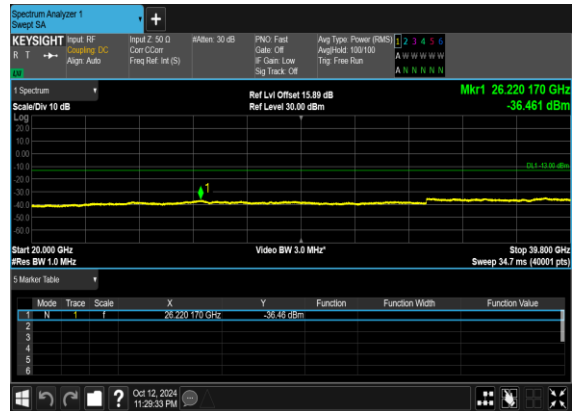 Spectrum Analyzer 1
Swept SA
+
KEYSIGHT
R T
Input: RF
Coupling: DC
Align: Auto
Input Z: 50 Ω
Corr CCorr
Freq Ref: Int (S)
#Atten: 30 dB
PNO: Fast
Gate: Off
IF Gain: Low
Sig Track: Off
Avg Type: Power (RMS)
Avg|Hold: 100/100
Trig: Free Run
1 2 3 4 5 6
A W W W W W
A N N N N N
1 Spectrum
Scale/Div 10 dB
Log
Ref Lvl Offset 15.89 dB
Ref Level 30.00 dBm
Mkr1 26.220 170 GHz
-36.461 dBm
20.0
10.0
0.00
-10.0
DL1 -13.00 dBm
-20.0
-30.0
1
-40.0
-50.0
-60.0
Start 20.000 GHz
#Res BW 1.0 MHz
Video BW 3.0 MHz*
Stop 39.800 GHz
Sweep 34.7 ms (40001 pts)
5 Marker Table
Mode Trace Scale X Y Function Function Width Function Value
1 N 1 f 26.220 170 GHz -36.46 dBm
2
3
4
5
6
?
Oct 12, 2024
11:29:33 PM